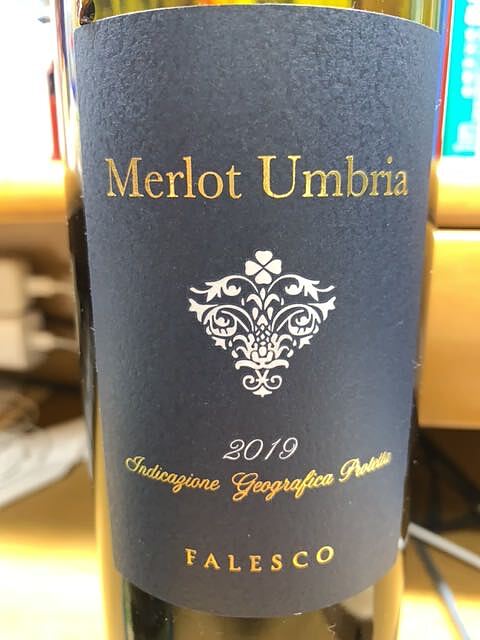 Merlot Umbria
2019
Indicazione Geografica Protetta
FALESCO